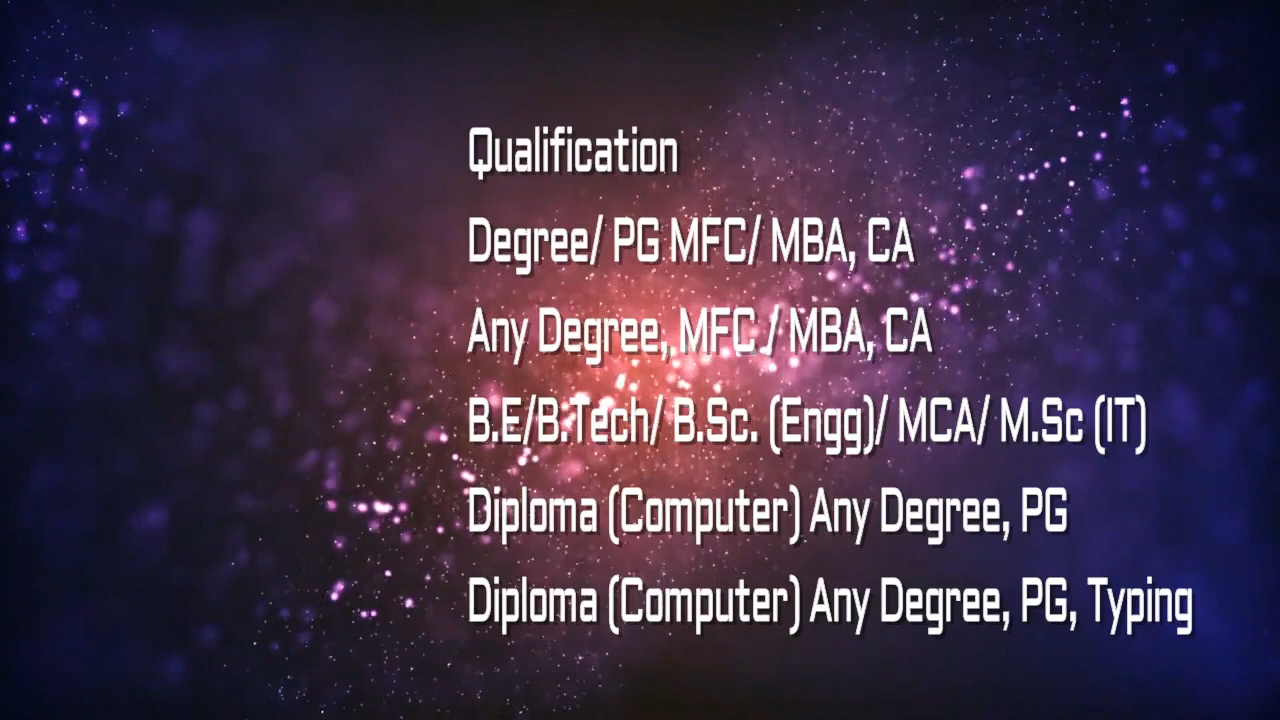 Qualification
Degree/ PG MFC/ MBA, CA
Any Degree, MFC / MBA, CA
B.E/B.Tech/ B.Sc. (Engg)/ MCA/ M.Sc (IT)
Diploma (Computer) Any Degree, PG
Diploma (Computer) Any Degree, PG, Typing